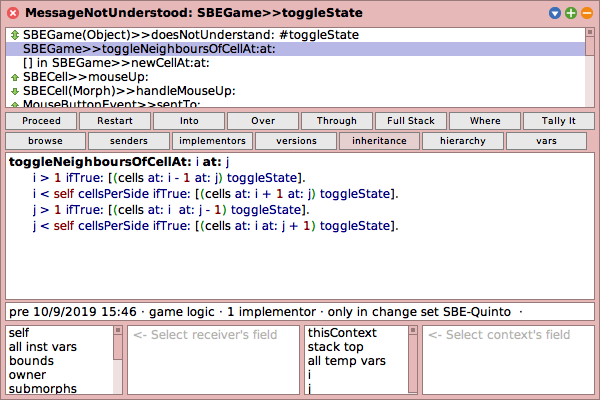 MessageNotUnderstood: SBEGame>>toggleState
SBEGame(Object)>>doesNotUnderstand: #toggleState
SBEGame>>toggleNeighboursOfCellAt:at:
[] in SBEGame>>newCellAt:at:
SBECell>>mouseUp:
SBECell(Morph)>>handleMouseUp:
MouseButtonEvent>>sentTo:
Proceed Restart Into Over Through Full Stack Where Tally It
browse senders implementors versions inheritance hierarchy vars
toggleNeighboursOfCellAt: i at: j
i > 1 ifTrue: [(cells at: i - 1 at: j) toggleState].
i < self cellsPerSide ifTrue: [(cells at: i + 1 at: j) toggleState].
j > 1 ifTrue: [(cells at: i  at: j - 1) toggleState].
j < self cellsPerSide ifTrue: [(cells at: i at: j + 1) toggleState].
pre 10/9/2019 15:46 · game logic · 1 implementor · only in change set SBE-Quinto ·
self
all inst vars
bounds
owner
submorphs
<- Select receiver's field
thisContext
stack top
all temp vars
i
j
<- Select context's field